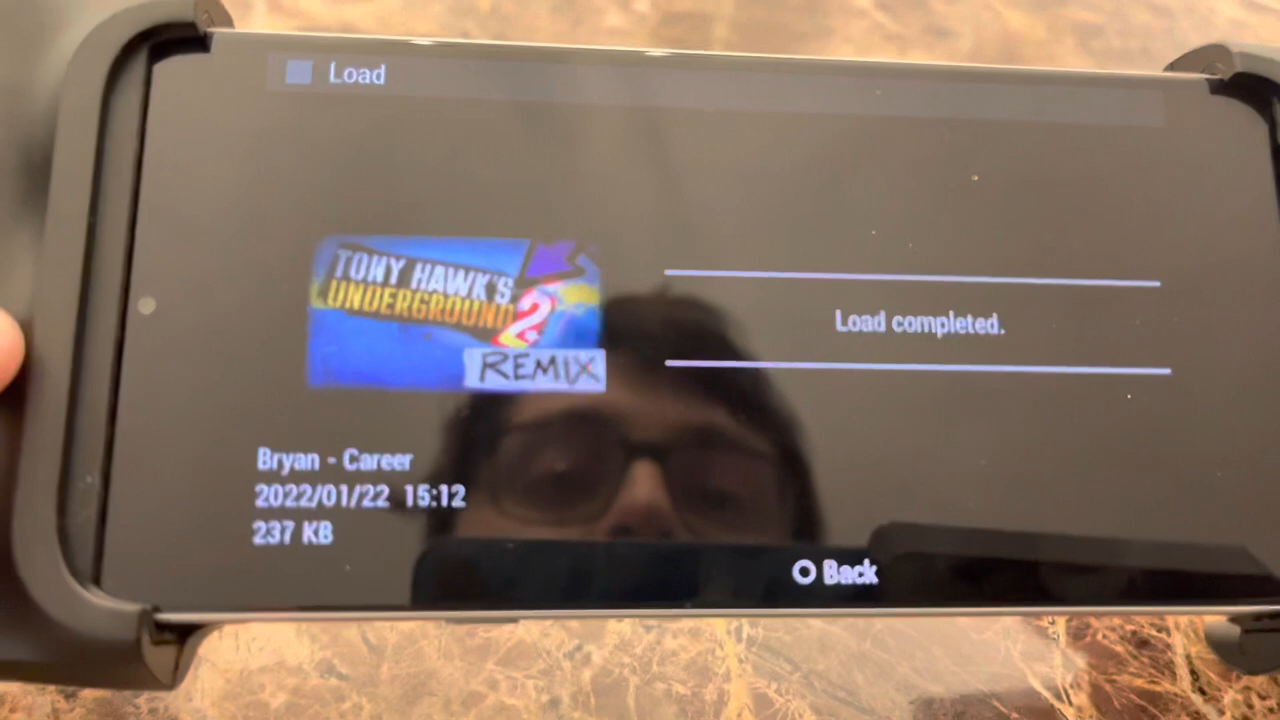 Load
TONY HAWK'S
UNDERGROUND
2
REMIX
Load completed.
Bryan - Career
2022/01/22 15:12
237 KB
Back